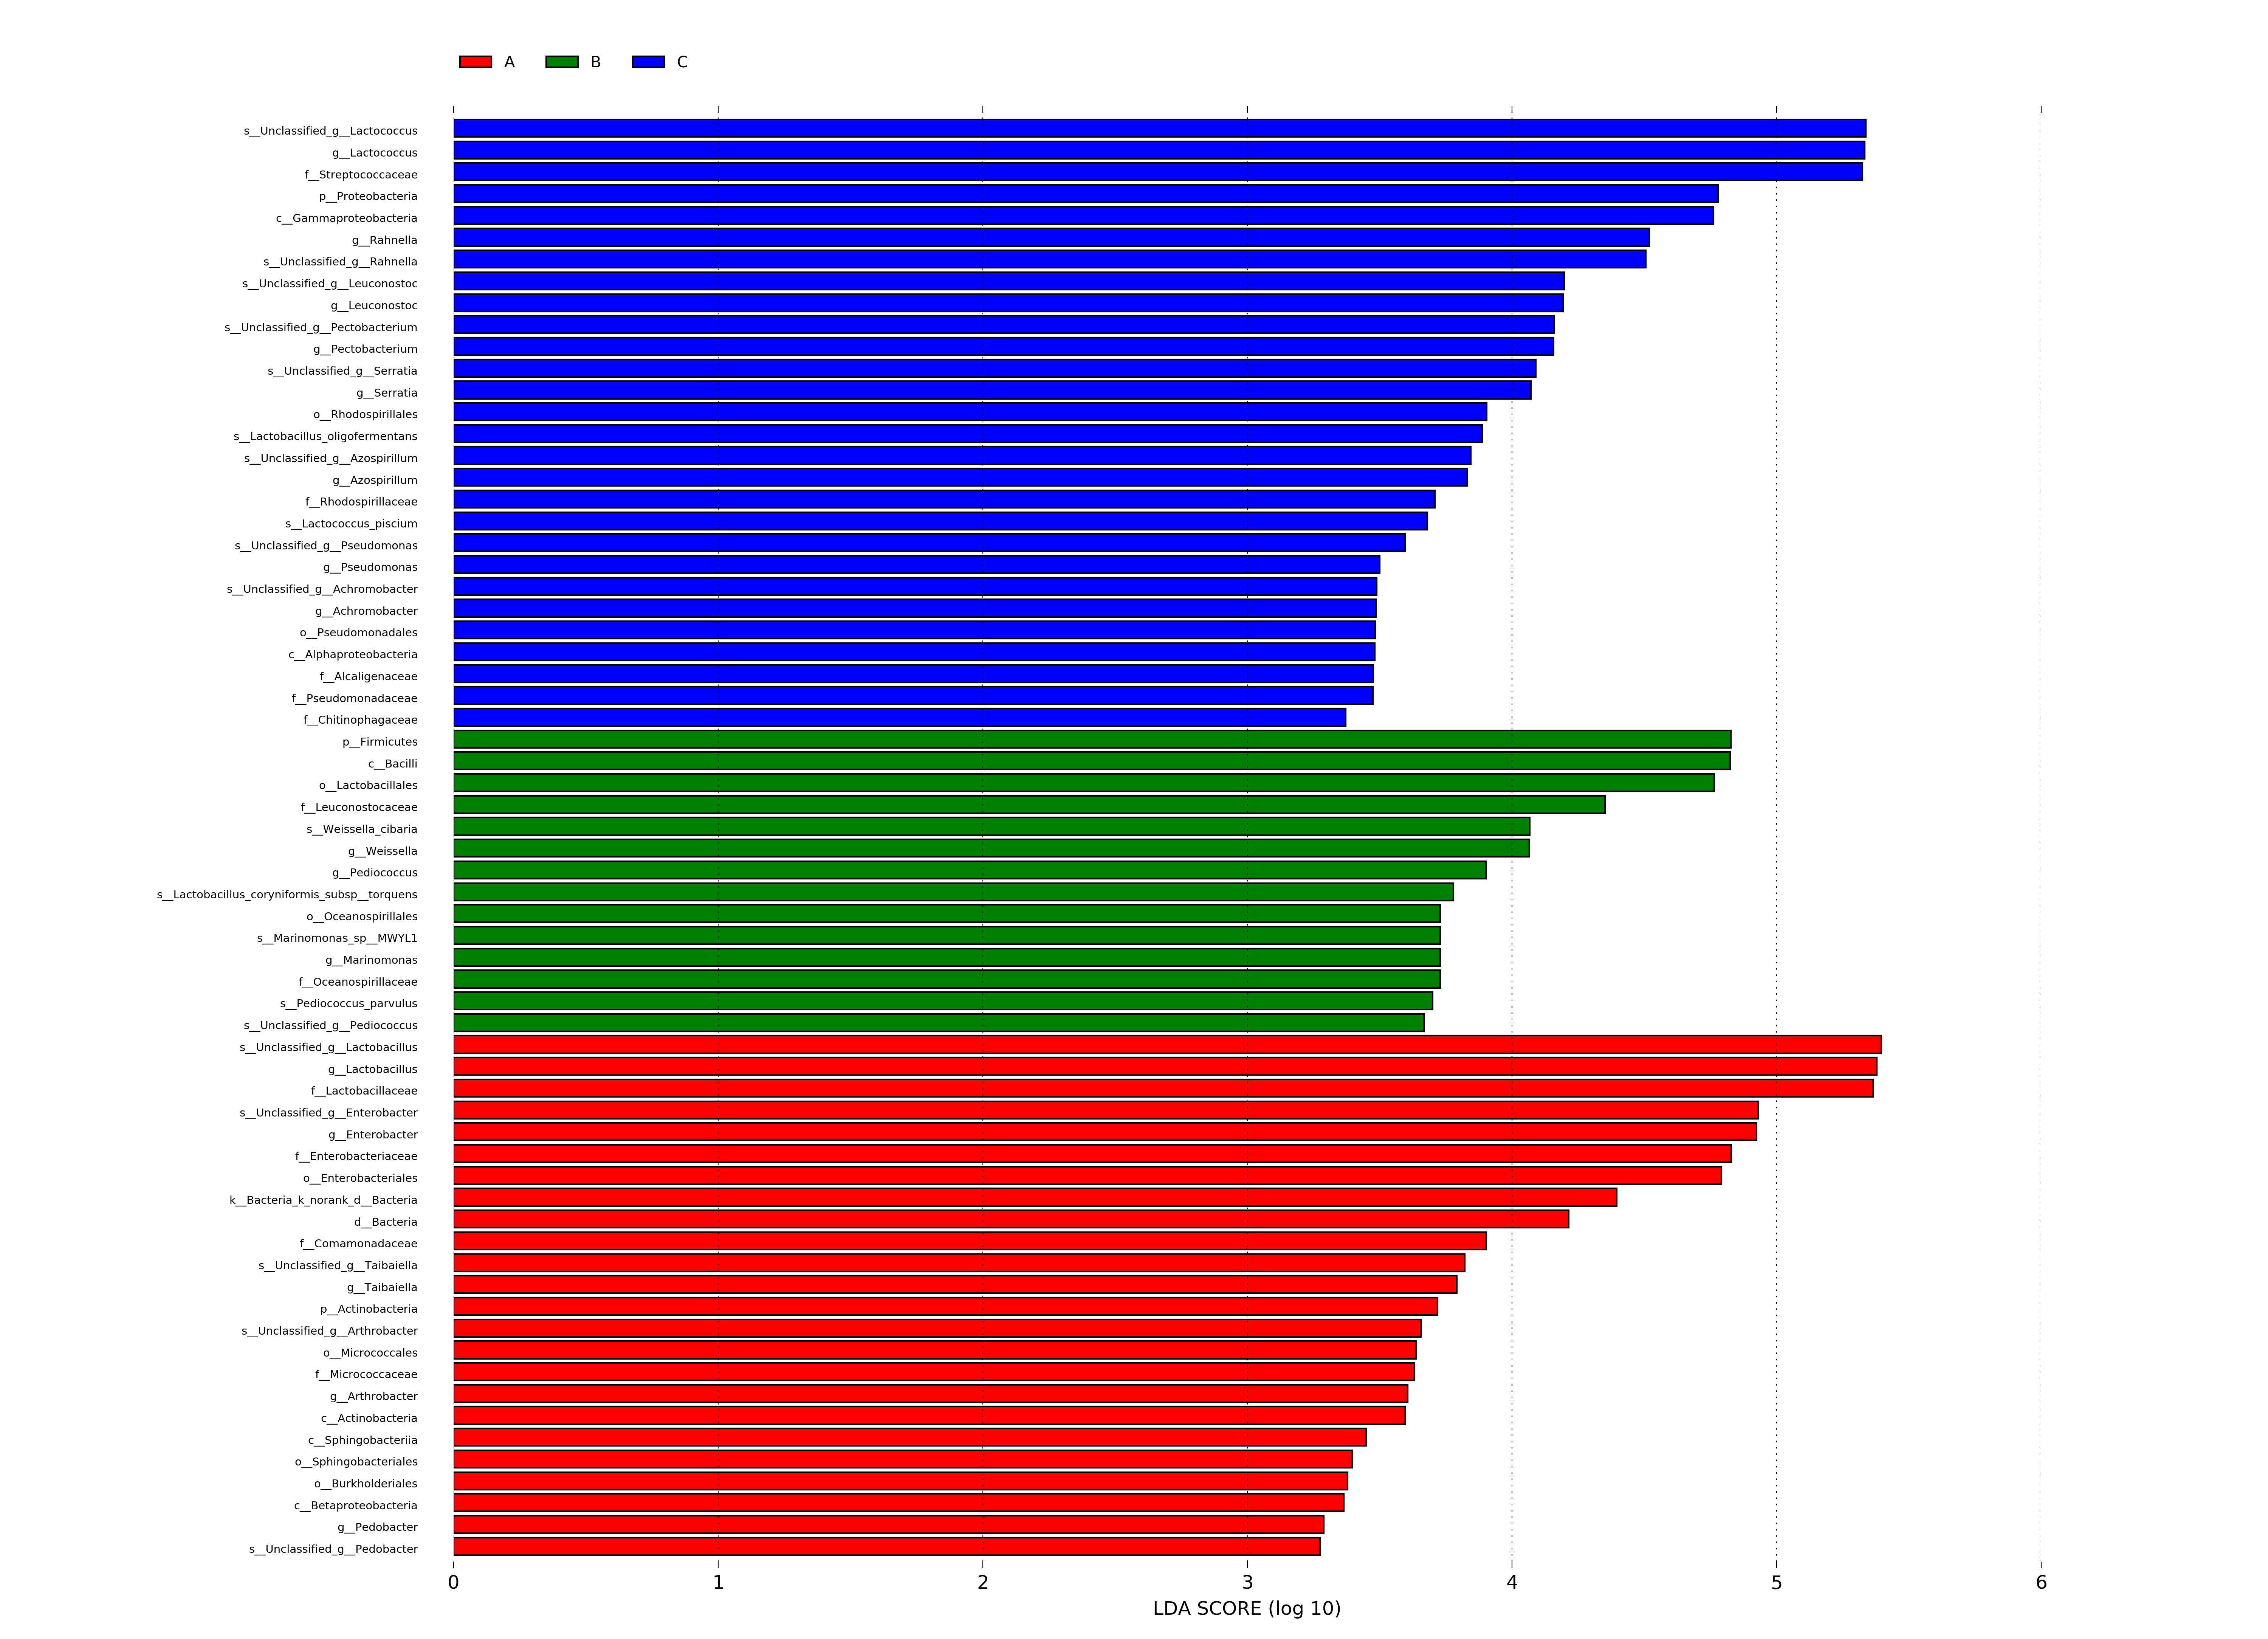 A B C
s__Unclassified_g__Lactococcus
g__Lactococcus
f__Streptococcaceae
p__Proteobacteria
c__Gammaproteobacteria
g__Rahnella
s__Unclassified_g__Rahnella
s__Unclassified_g__Leuconostoc
g__Leuconostoc
s__Unclassified_g__Pectobacterium
g__Pectobacterium
s__Unclassified_g__Serratia
g__Serratia
o__Rhodospirillales
s__Lactobacillus_oligofermentans
s__Unclassified_g__Azospirillum
g__Azospirillum
f__Rhodospirillaceae
s__Lactococcus_piscium
s__Unclassified_g__Pseudomonas
g__Pseudomonas
s__Unclassified_g__Achromobacter
g__Achromobacter
o__Pseudomonadales
c__Alphaproteobacteria
f__Alcaligenaceae
f__Pseudomonadaceae
f__Chitinophagaceae
p__Firmicutes
c__Bacilli
o__Lactobacillales
f__Leuconostocaceae
s__Weissella_cibaria
g__Weissella
g__Pediococcus
s__Lactobacillus_coryniformis_subsp__torquens
o__Oceanospirillales
s__Marinomonas_sp__MWYL1
g__Marinomonas
f__Oceanospirillaceae
s__Pediococcus_parvulus
s__Unclassified_g__Pediococcus
s__Unclassified_g__Lactobacillus
g__Lactobacillus
f__Lactobacillaceae
s__Unclassified_g__Enterobacter
g__Enterobacter
f__Enterobacteriaceae
o__Enterobacteriales
k__Bacteria_k_norank_d__Bacteria
d__Bacteria
f__Comamonadaceae
s__Unclassified_g__Taibaiella
g__Taibaiella
p__Actinobacteria
s__Unclassified_g__Arthrobacter
o__Micrococcales
f__Micrococcaceae
g__Arthrobacter
c__Actinobacteria
c__Sphingobacteriia
o__Sphingobacteriales
o__Burkholderiales
c__Betaproteobacteria
g__Pedobacter
s__Unclassified_g__Pedobacter
0 1 2 3 4 5 6
LDA SCORE (log 10)